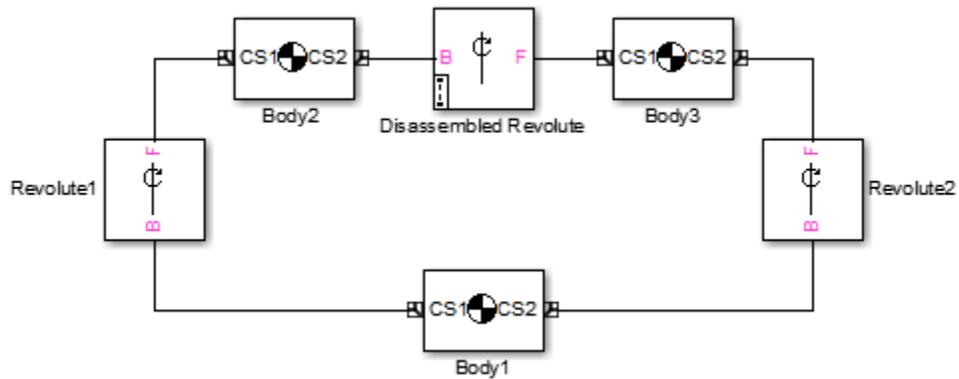 CS1 CS2
Body2
B F
Disassembled Revolute
CS1 CS2
Body3
F
Revolute1
B
F
Revolute2
B
CS1 CS2
Body1